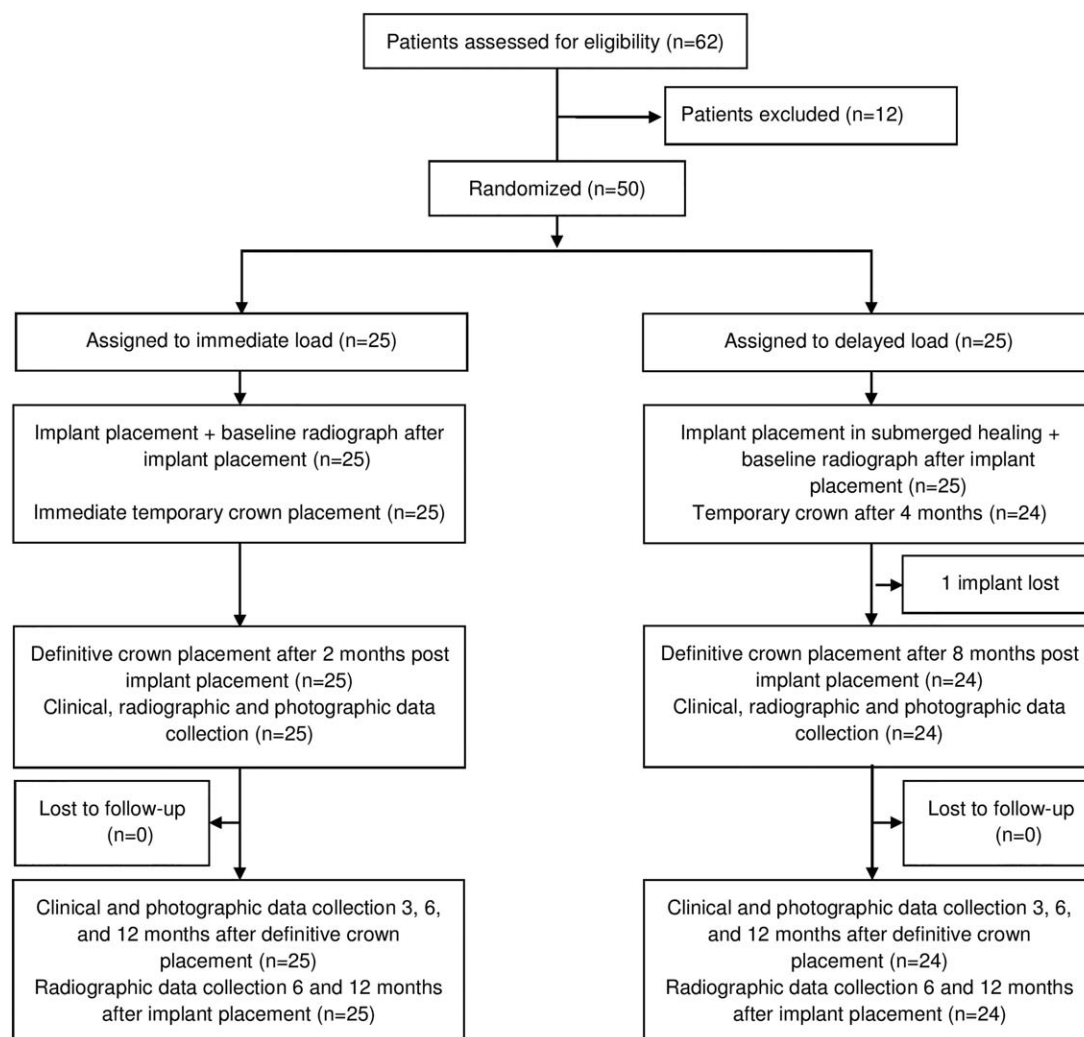 Patients assessed for eligibility (n=62)
Patients excluded (n=12)
Randomized (n=50)
Assigned to immediate load (n=25)
Assigned to delayed load (n=25)
Implant placement + baseline radiograph after
implant placement (n=25)
Immediate temporary crown placement (n=25)
Implant placement in submerged healing +
baseline radiograph after implant
placement (n=25)
Temporary crown after 4 months (n=24)
1 implant lost
Definitive crown placement after 2 months post
implant placement (n=25)
Clinical, radiographic and photographic data
collection (n=25)
Definitive crown placement after 8 months post
implant placement (n=24)
Clinical, radiographic and photographic data
collection (n=24)
Lost to follow-up
(n=0)
Lost to follow-up
(n=0)
Clinical and photographic data collection 3, 6,
and 12 months after definitive crown
placement (n=25)
Radiographic data collection 6 and 12 months
after implant placement (n=25)
Clinical and photographic data collection 3, 6,
and 12 months after definitive crown
placement (n=24)
Radiographic data collection 6 and 12 months
after implant placement (n=24)